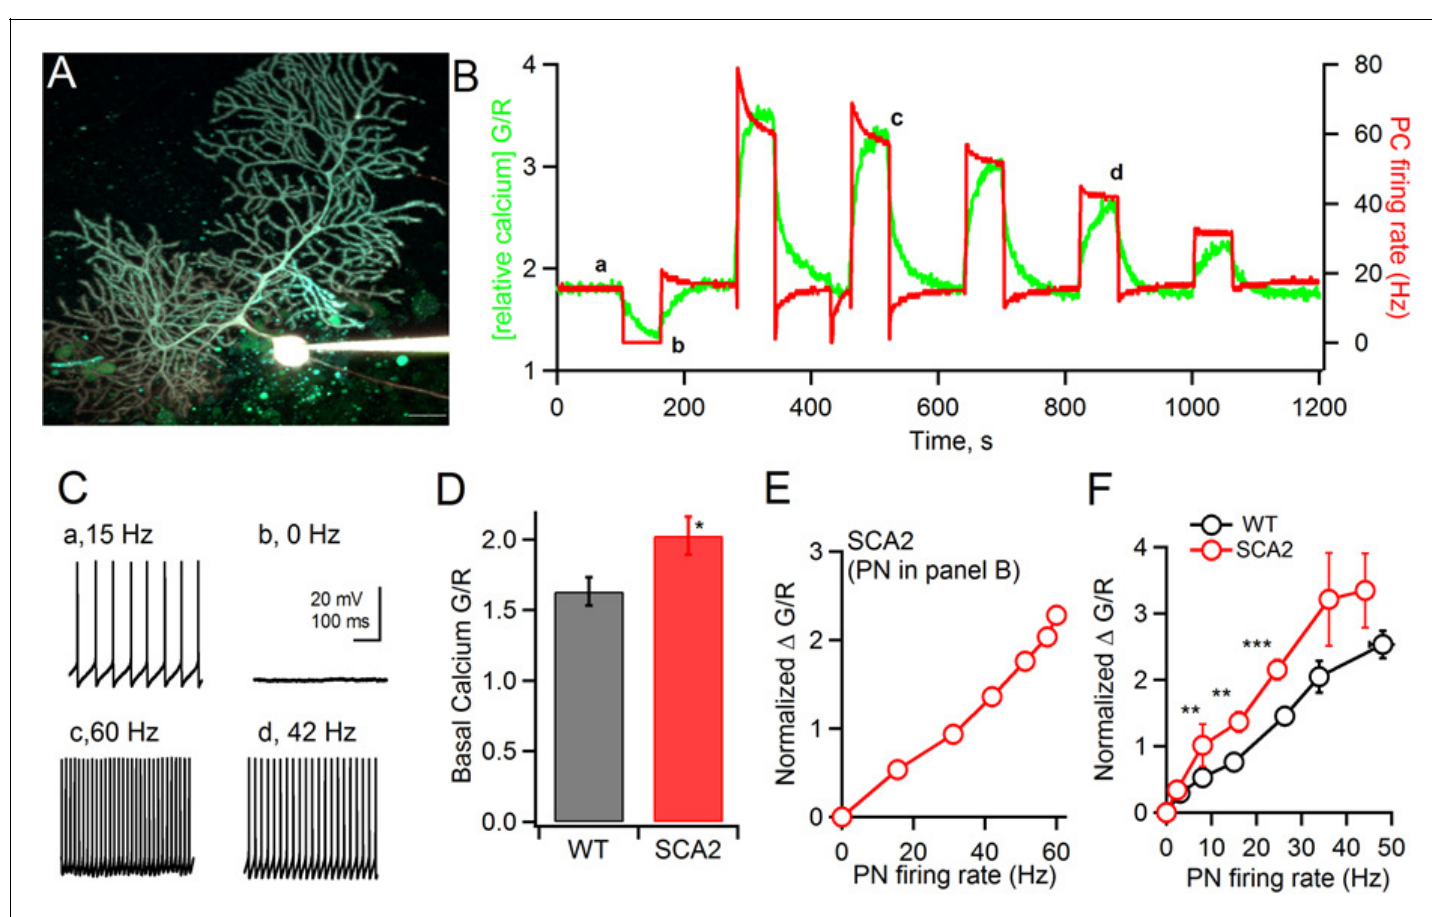 A
B
[relative calcium] G/R
4
3
2
1
a
b
c
d
80
60
40
20
0
PC firing rate (Hz)
0 200 400 600 800 1000 1200
Time, s
C
a,15 Hz
b, 0 Hz
20 mV
100 ms
c,60 Hz
d, 42 Hz
D
Basal Calcium G/R
2.0
1.5
1.0
0.5
0.0
*
WT SCA2
E
SCA2
(PN in panel B)
Normalized Δ G/R
3
2
1
0
0 20 40 60
PN firing rate (Hz)
F
WT
SCA2
Normalized Δ G/R
4
3
2
1
0
**
**
***
0 10 20 30 40 50
PN firing rate (Hz)